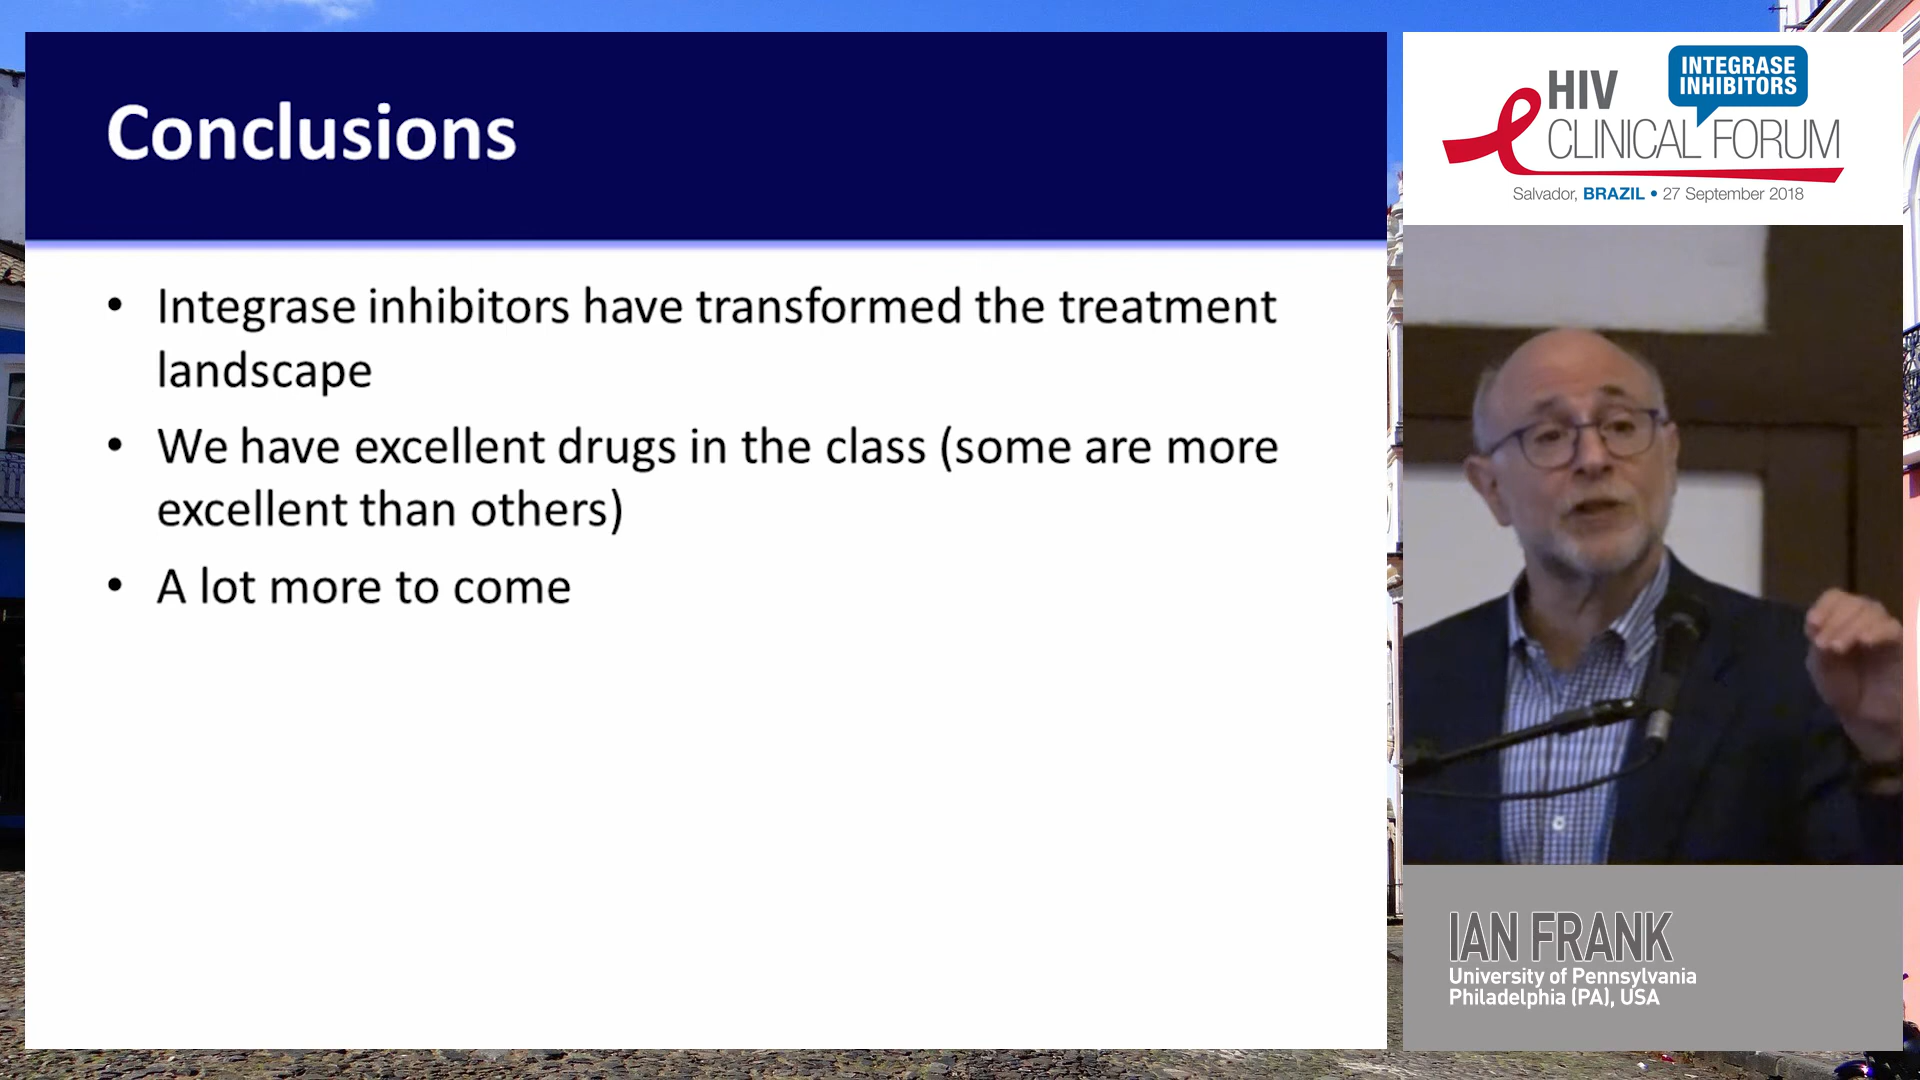 Conclusions
• Integrase inhibitors have transformed the treatment
landscape
• We have excellent drugs in the class (some are more
excellent than others)
• A lot more to come
INTEGRASE
INHIBITORS
HIV
CLINICAL FORUM
Salvador, BRAZIL • 27 September 2018
IAN FRANK
University of Pennsylvania
Philadelphia (PA), USA